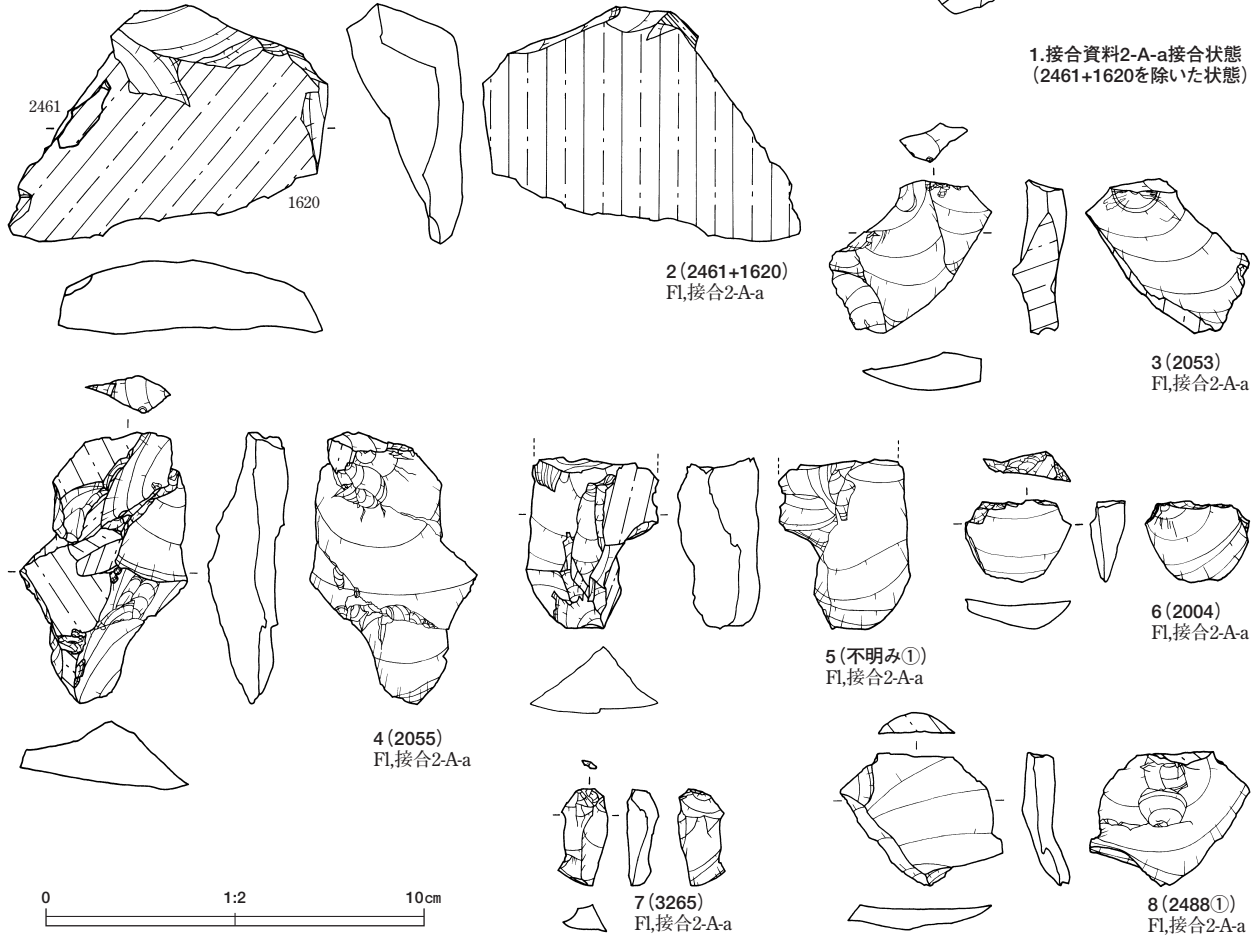 1.接合資料2-A-a接合状態
（2461+1620を除いた状態）
2461
1620
2（2461+1620）
Fl,接合2-A-a
3（2053）
Fl,接合2-A-a
4（2055）
Fl,接合2-A-a
5（不明み①）
Fl,接合2-A-a
6（2004）
Fl,接合2-A-a
7（3265）
Fl,接合2-A-a
8（2488①）
Fl,接合2-A-a
0 1:2 10cm